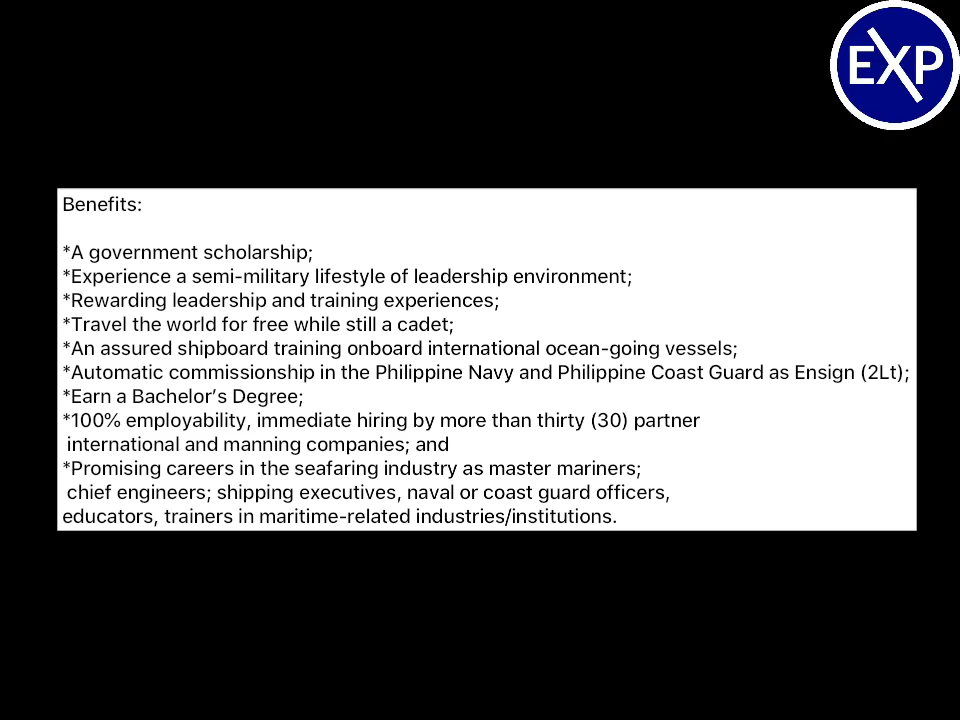 EXP
Benefits:
*A government scholarship;
*Experience a semi-military lifestyle of leadership environment;
*Rewarding leadership and training experiences;
*Travel the world for free while still a cadet;
*An assured shipboard training onboard international ocean-going vessels;
*Automatic commissionship in the Philippine Navy and Philippine Coast Guard as Ensign (2Lt);
*Earn a Bachelor’s Degree;
*100% employability, immediate hiring by more than thirty (30) partner
international and manning companies; and
*Promising careers in the seafaring industry as master mariners;
chief engineers; shipping executives, naval or coast guard officers,
educators, trainers in maritime-related industries/institutions.